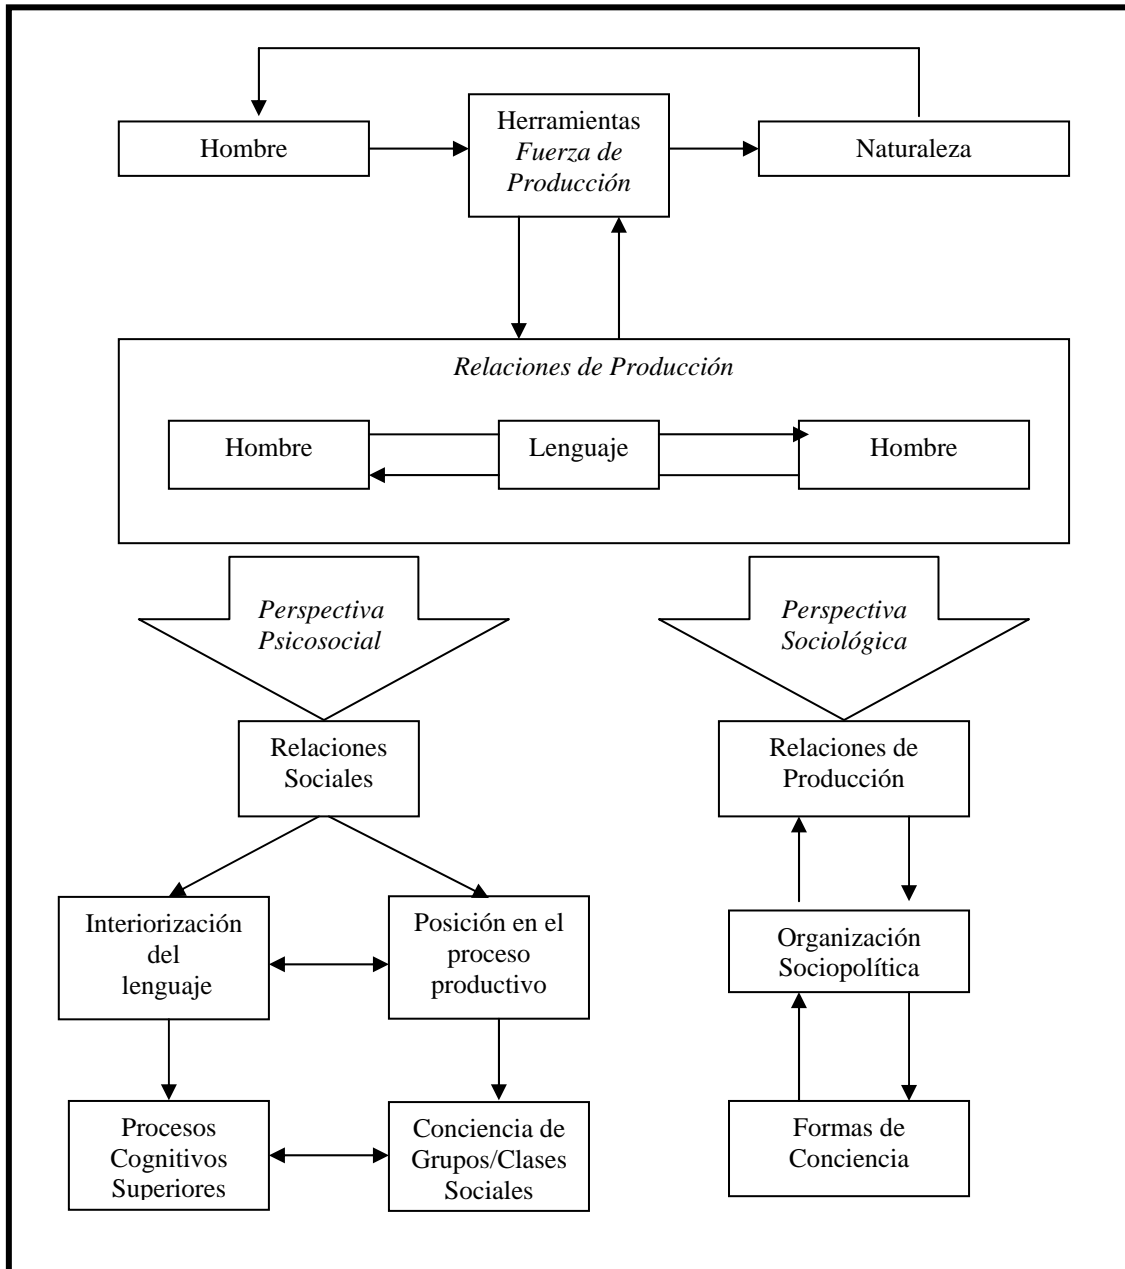 Hombre
Herramientas
Fuerza de
Producción
Naturaleza
Relaciones de Producción
Hombre
Lenguaje
Hombre
Perspectiva
Psicosocial
Perspectiva
Sociológica
Relaciones
Sociales
Relaciones de
Producción
Interiorización
del
lenguaje
Posición en el
proceso
productivo
Organización
Sociopolítica
Procesos
Cognitivos
Superiores
Conciencia de
Grupos/Clases
Sociales
Formas de
Conciencia